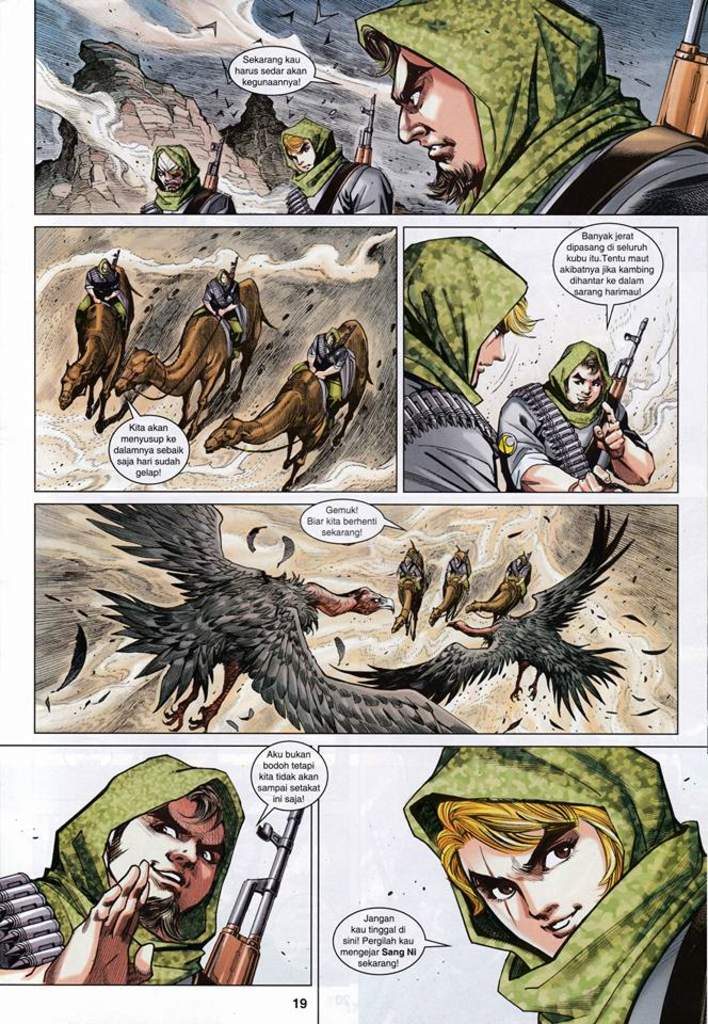 Sekarang kau
harus sedar akan
kegunaannya!
Kita akan
menyusup ke
dalamnya sebaik
saja hari sudah
gelap!
Banyak jerat
dipasang di seluruh
kubu itu.Tentu maut
akibatnya jika kambing
dihantar ke dalam
sarang harimau!
Gemuk!
Biar kita berhenti
sekarang!
Aku bukan
bodoh tetapi
kita tidak akan
sampai setakat
ini saja!
Jangan
kau tinggal di
sini! Pergilah kau
mengejar Sang Ni
sekarang!
19